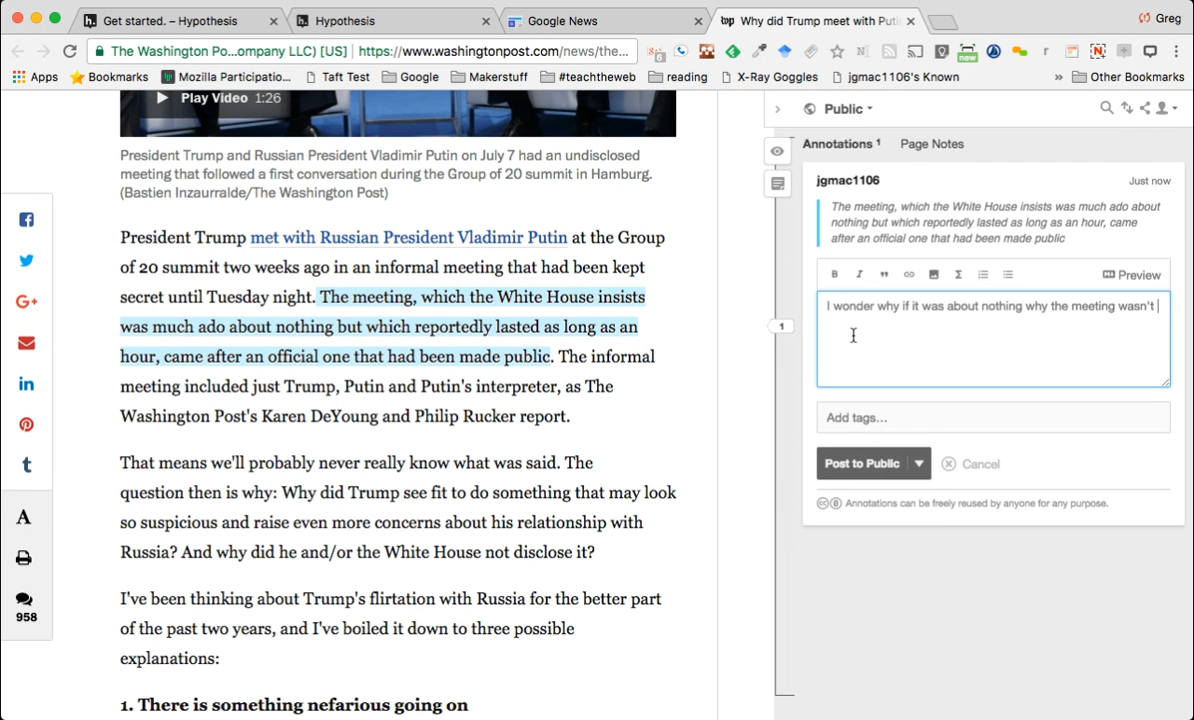 Get started. – Hypothesis
Hypothesis
Google News
Why did Trump meet with Putin
Greg
The Washington Po...ompany LLC) [US]
https://www.washingtonpost.com/news/the...
6
new
Apps
Bookmarks
Mozilla Participatio...
Taft Test
Google
Makerstuff
#teachtheweb
reading
X-Ray Goggles
jgmac1106's Known
»
Other Bookmarks
Play Video 1:26
President Trump and Russian President Vladimir Putin on July 7 had an undisclosed
meeting that followed a first conversation during the Group of 20 summit in Hamburg.
(Bastien Inzaurralde/The Washington Post)
President Trump met with Russian President Vladimir Putin at the Group
of 20 summit two weeks ago in an informal meeting that had been kept
secret until Tuesday night. The meeting, which the White House insists
was much ado about nothing but which reportedly lasted as long as an
hour, came after an official one that had been made public. The informal
meeting included just Trump, Putin and Putin's interpreter, as The
Washington Post's Karen DeYoung and Philip Rucker report.
That means we'll probably never really know what was said. The
question then is why: Why did Trump see fit to do something that may look
so suspicious and raise even more concerns about his relationship with
Russia? And why did he and/or the White House not disclose it?
I've been thinking about Trump's flirtation with Russia for the better part
of the past two years, and I've boiled it down to three possible
explanations:
1. There is something nefarious going on
A
958
Public
Annotations 1
Page Notes
jgmac1106
Just now
The meeting, which the White House insists was much ado about
nothing but which reportedly lasted as long as an hour, came
after an official one that had been made public
B
I
Σ
Preview
I wonder why if it was about nothing why the meeting wasn't
1
Add tags...
Post to Public
Cancel
Annotations can be freely reused by anyone for any purpose.